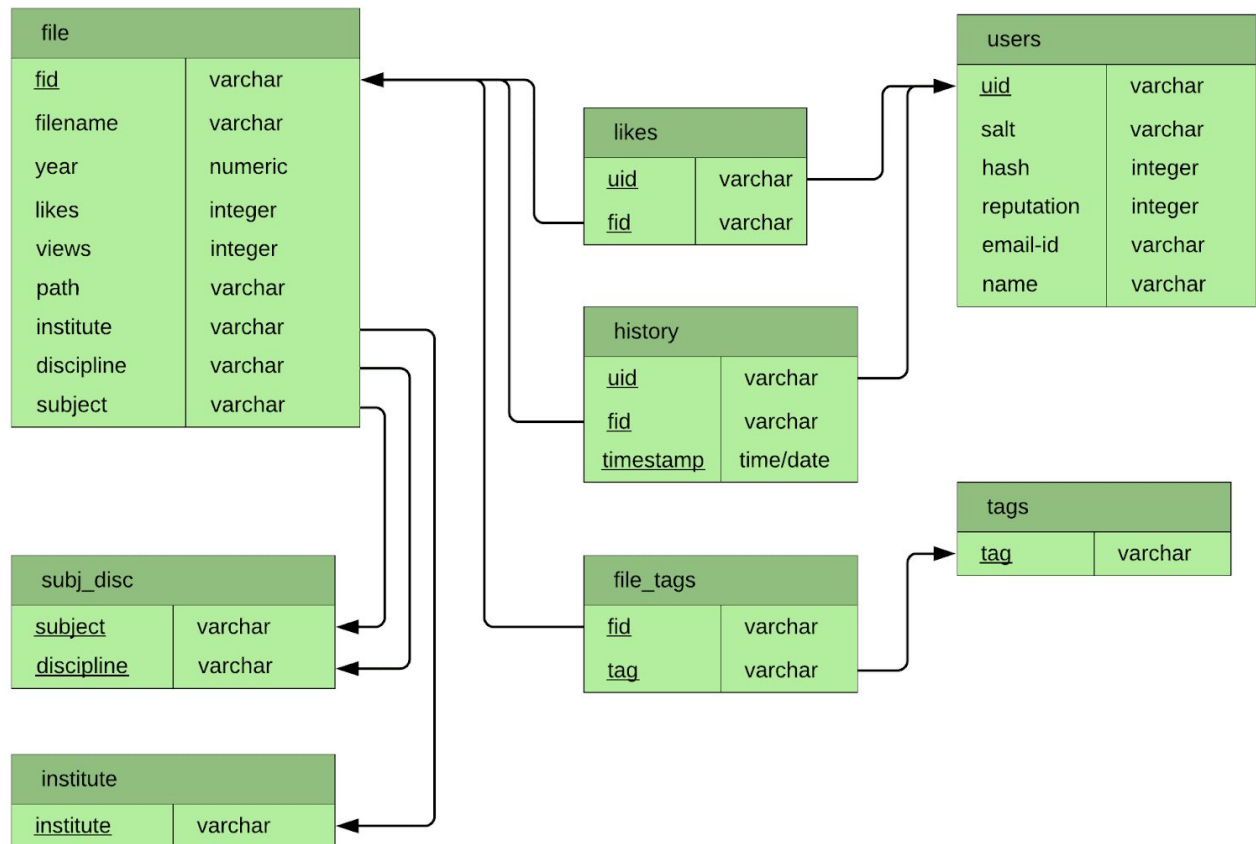 file
fid varchar
filename varchar
year numeric
likes integer
views integer
path varchar
institute varchar
discipline varchar
subject varchar
likes
uid varchar
fid varchar
users
uid varchar
salt varchar
hash integer
reputation integer
email-id varchar
name varchar
history
uid varchar
fid varchar
timestamp time/date
tags
tag varchar
subj_disc
subject varchar
discipline varchar
file_tags
fid varchar
tag varchar
institute
institute varchar